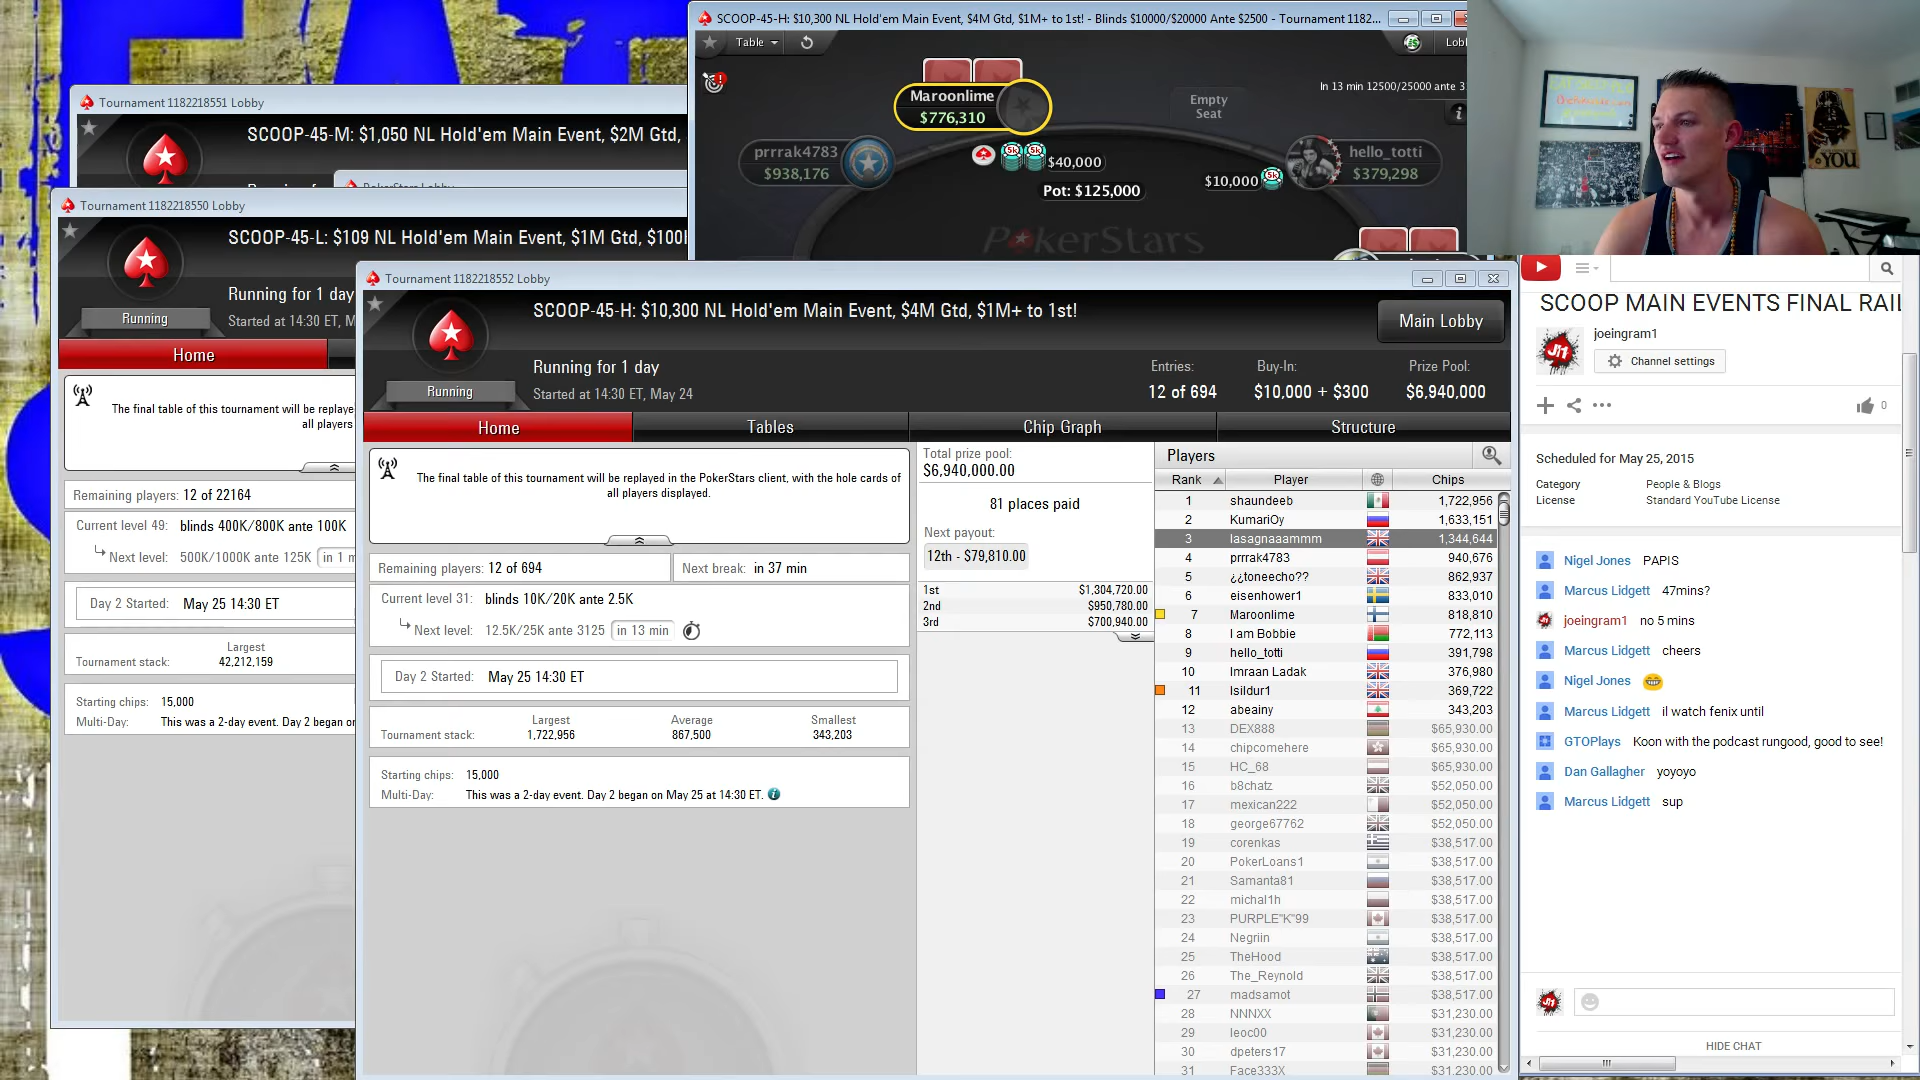 SCOOP-45-H: $10,300 NL Hold'em Main Event, $4M Gtd, $1M+ to 1st! - Blinds $10000/$20000 Ante $2500 - Tournament 1182...
Table
Lobl
In 13 min 12500/25000 ante 3
Maroonlime
$776,310
Empty
Seat
prrrak4783
$938,176
hello_totti
$379,298
$40,000
$10,000
Pot: $125,000
PokerStars
YOU
Tournament 1182218551 Lobby
SCOOP-45-M: $1,050 NL Hold'em Main Event, $2M Gtd,
PokerStars Lobby
Tournament 1182218550 Lobby
SCOOP-45-L: $109 NL Hold'em Main Event, $1M Gtd, $100
Running for 1 day
Started at 14:30 ET, M
Running
Home
The final table of this tournament will be replaye
all players
Remaining players: 12 of 22164
Current level 49: blinds 400K/800K ante 100K
Next level: 500K/1000K ante 125K in 1 m
Day 2 Started: May 25 14:30 ET
Largest
Tournament stack: 42,212,159
Starting chips: 15,000
Multi-Day: This was a 2-day event. Day 2 began or
Tournament 1182218552 Lobby
SCOOP-45-H: $10,300 NL Hold'em Main Event, $4M Gtd, $1M+ to 1st!
Main Lobby
Running for 1 day
Started at 14:30 ET, May 24
Running
Entries: Buy-In: Prize Pool:
12 of 694 $10,000 + $300 $6,940,000
Home Tables Chip Graph Structure
The final table of this tournament will be replayed in the PokerStars client, with the hole cards of
all players displayed.
Remaining players: 12 of 694 Next break: in 37 min
Current level 31: blinds 10K/20K ante 2.5K
Next level: 12.5K/25K ante 3125 in 13 min
Day 2 Started: May 25 14:30 ET
Largest Average Smallest
Tournament stack: 1,722,956 867,500 343,203
Starting chips: 15,000
Multi-Day: This was a 2-day event. Day 2 began on May 25 at 14:30 ET.
Total prize pool:
$6,940,000.00
81 places paid
Next payout:
12th - $79,810.00
1st $1,304,720.00
2nd $950,780.00
3rd $700,940.00
Players
Rank Player Chips
1 shaundeeb 1,722,956
2 KumariOy 1,633,151
3 lasagnaaammm 1,344,644
4 prrrak4783 940,676
5 ¿¿toneecho?? 862,937
6 eisenhower1 833,010
7 Maroonlime 818,810
8 I am Bobbie 772,113
9 hello_totti 391,798
10 Imraan Ladak 376,980
11 Isildur1 369,722
12 abeainy 343,203
13 DEX888 $65,930.00
14 chipcomehere $65,930.00
15 HC_68 $65,930.00
16 b8chatz $52,050.00
17 mexican222 $52,050.00
18 george67762 $52,050.00
19 corenkas $38,517.00
20 PokerLoans1 $38,517.00
21 Samanta81 $38,517.00
22 michal1h $38,517.00
23 PURPLE"K"99 $38,517.00
24 Negriin $38,517.00
25 TheHood $38,517.00
26 The_Reynold $38,517.00
27 madsamot $38,517.00
28 NNNXX $31,230.00
29 leoc00 $31,230.00
30 dpeters17 $31,230.00
31 Face333X $31,230.00
SCOOP MAIN EVENTS FINAL RAIL
joeingram1
Channel settings
0
Scheduled for May 25, 2015
Category People & Blogs
License Standard YouTube License
Nigel Jones PAPIS
Marcus Lidgett 47mins?
joeingram1 no 5 mins
Marcus Lidgett cheers
Nigel Jones
Marcus Lidgett il watch fenix until
GTOPlays Koon with the podcast rungood, good to see!
Dan Gallagher yoyoyo
Marcus Lidgett sup
HIDE CHAT